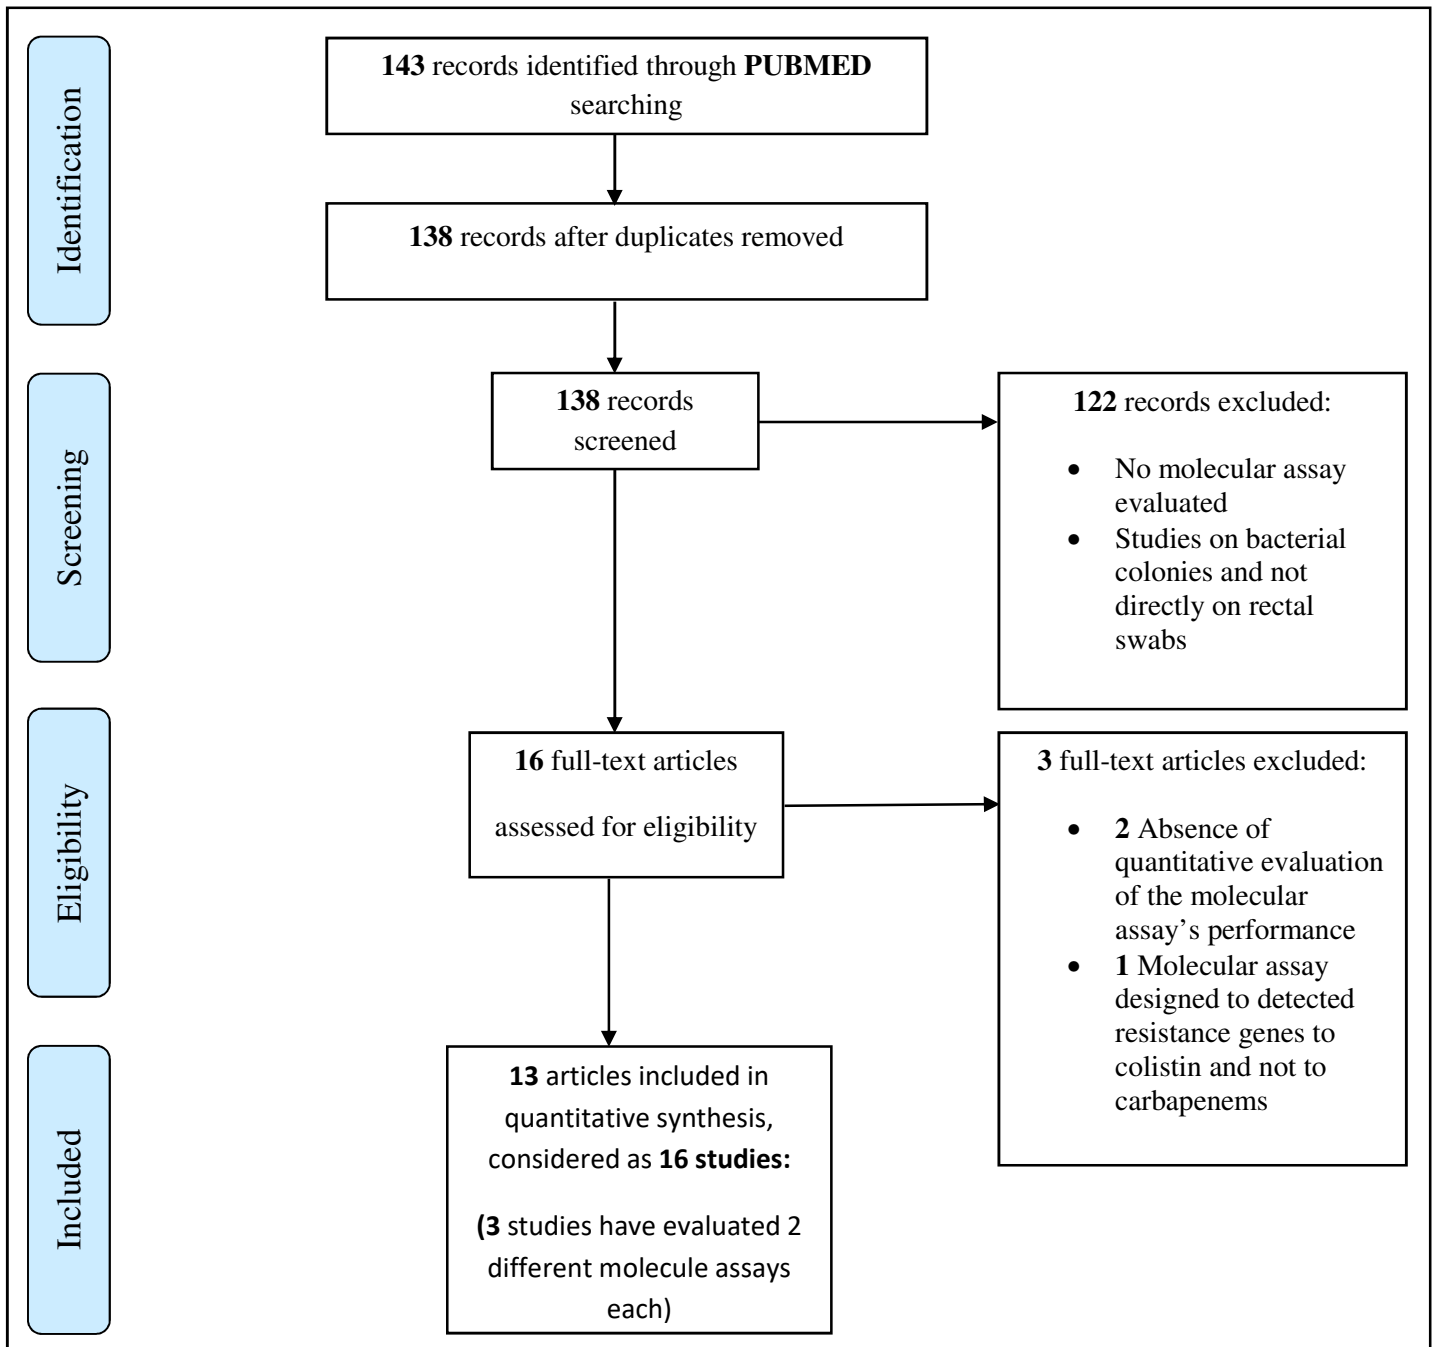 Identification
143 records identified through PUBMED
searching
138 records after duplicates removed
Screening
138 records
screened
122 records excluded:
• No molecular assay
evaluated
• Studies on bacterial
colonies and not
directly on rectal
swabs
Eligibility
16 full-text articles
assessed for eligibility
3 full-text articles excluded:
• 2 Absence of
quantitative evaluation
of the molecular
assay’s performance
• 1 Molecular assay
designed to detected
resistance genes to
colistin and not to
carbapenems
Included
13 articles included in
quantitative synthesis,
considered as 16 studies:
(3 studies have evaluated 2
different molecule assays
each)